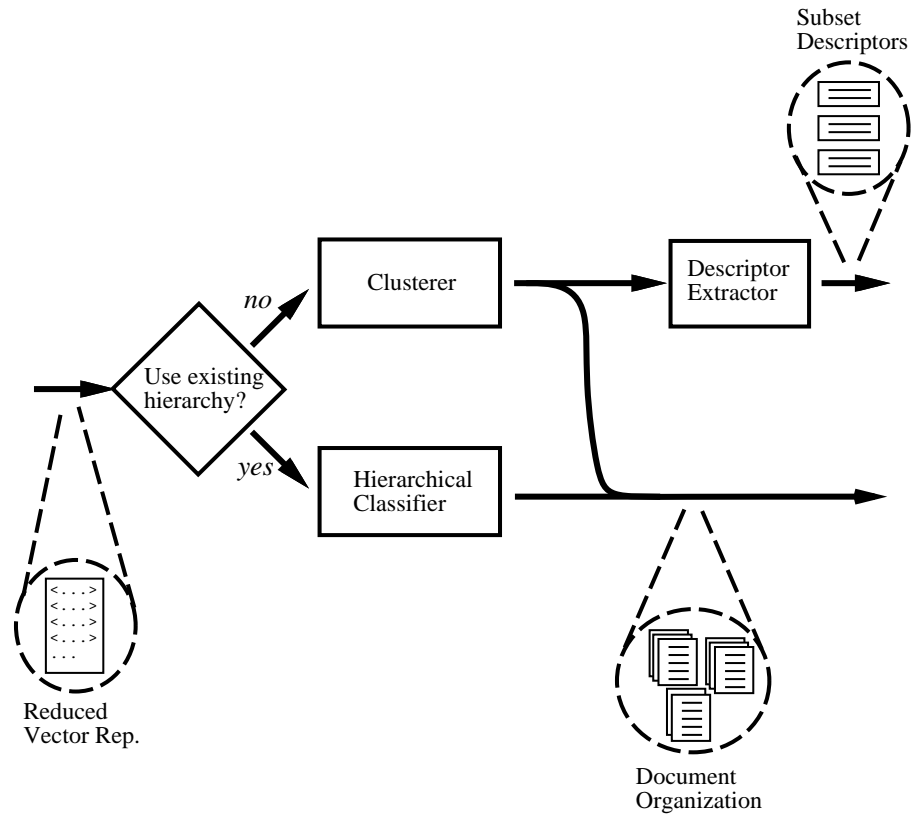 Subset
Descriptors
Clusterer
Descriptor
Extractor
no
Use existing
hierarchy?
yes
Hierarchical
Classifier
<...>
<...>
<...>
<...>
...
Reduced
Vector Rep.
Document
Organization